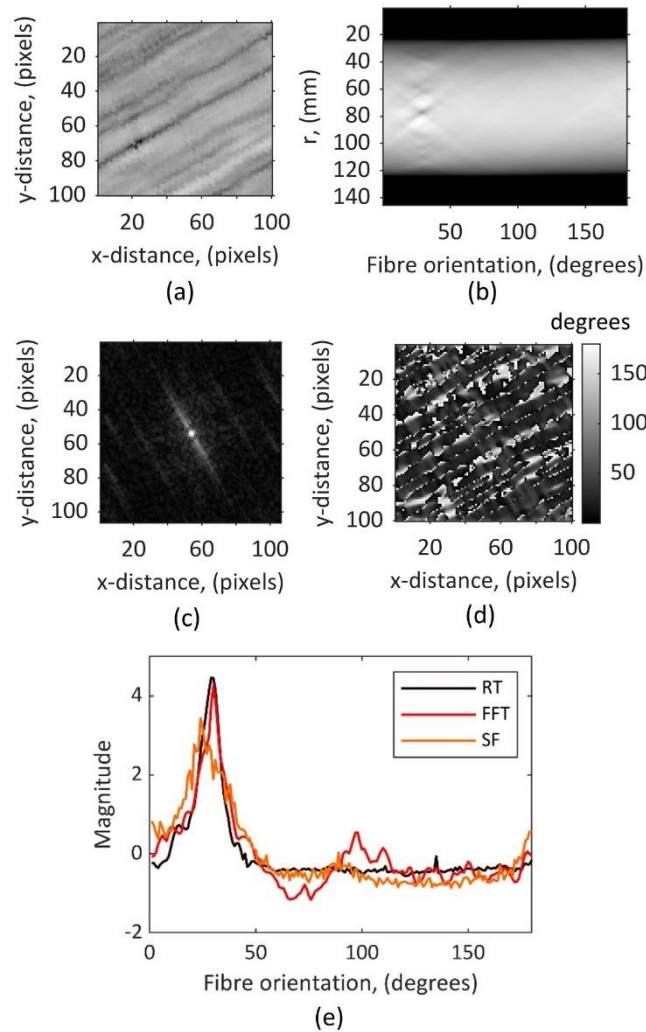 20
40
60
80
100
y-distance, (pixels)
20 60 100
x-distance, (pixels)
(a)
20
40
60
80
100
120
140
r, (mm)
50 100 150
Fibre orientation, (degrees)
(b)
20
40
60
80
100
y-distance, (pixels)
20 60 100
x-distance, (pixels)
(c)
degrees
20
40
60
80
100
y-distance, (pixels)
20 40 60 80 100
x-distance, (pixels)
150
100
50
(d)
4
2
0
-2
Magnitude
RT
FFT
SF
0 50 100 150
Fibre orientation, (degrees)
(e)